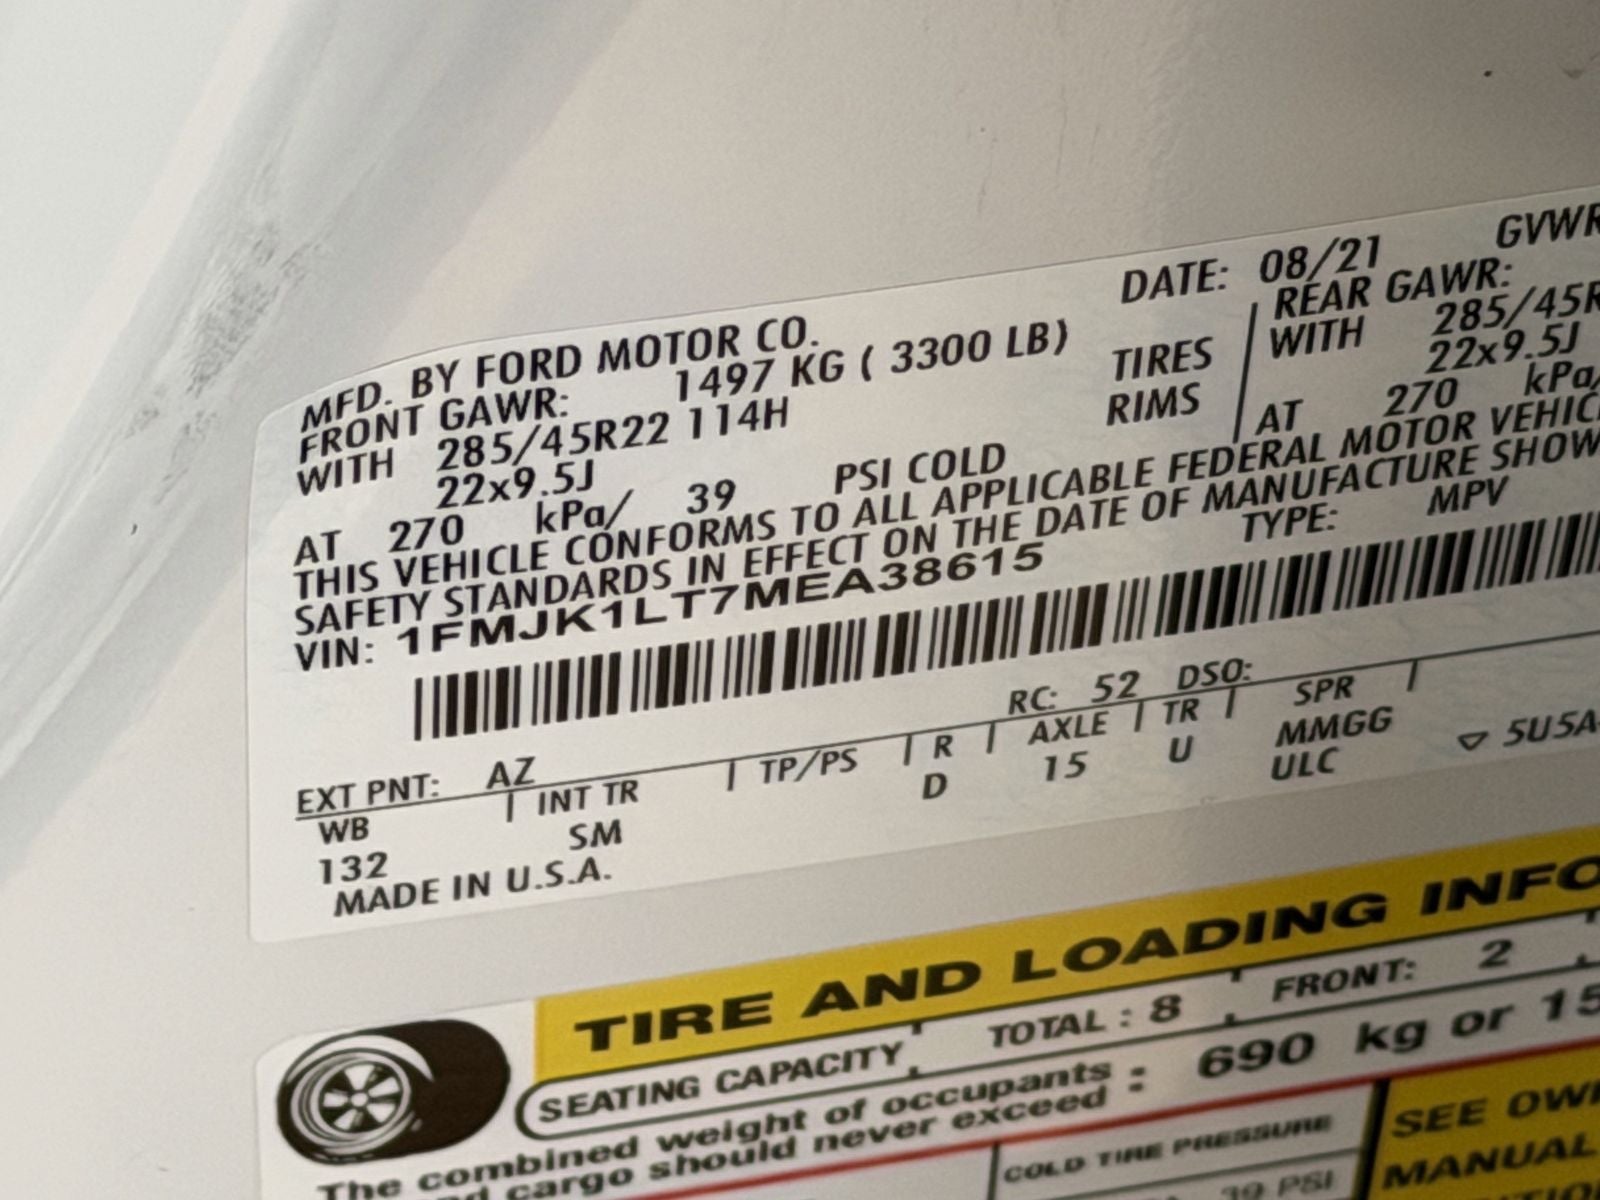 DATE: 08/21 GVWR
MFD. BY FORD MOTOR CO.
FRONT GAWR: 1497 KG ( 3300 LB) REAR GAWR:
WITH 285/45R22 114H TIRES WITH 285/45R
22x9.5J RIMS 22x9.5J
AT 270 kPa/ 39 PSI COLD AT 270 kPa/
THIS VEHICLE CONFORMS TO ALL APPLICABLE FEDERAL MOTOR VEHIC
SAFETY STANDARDS IN EFFECT ON THE DATE OF MANUFACTURE SHOW
VIN: 1FMJK1LT7MEA38615 TYPE: MPV
EXT PNT: AZ RC: 52 DSO:
WB INT TR TP/PS R AXLE TR SPR
132 SM D 15 U MMGG ▽ 5U5A-
ULC
MADE IN U.S.A.
TIRE AND LOADING INFO
SEATING CAPACITY TOTAL : 8 FRONT: 2
The combined weight of occupants : 690 kg or 15
cargo should never exceed :
COLD TIRE PRESSURE SEE OW
39 PSI MANUAL